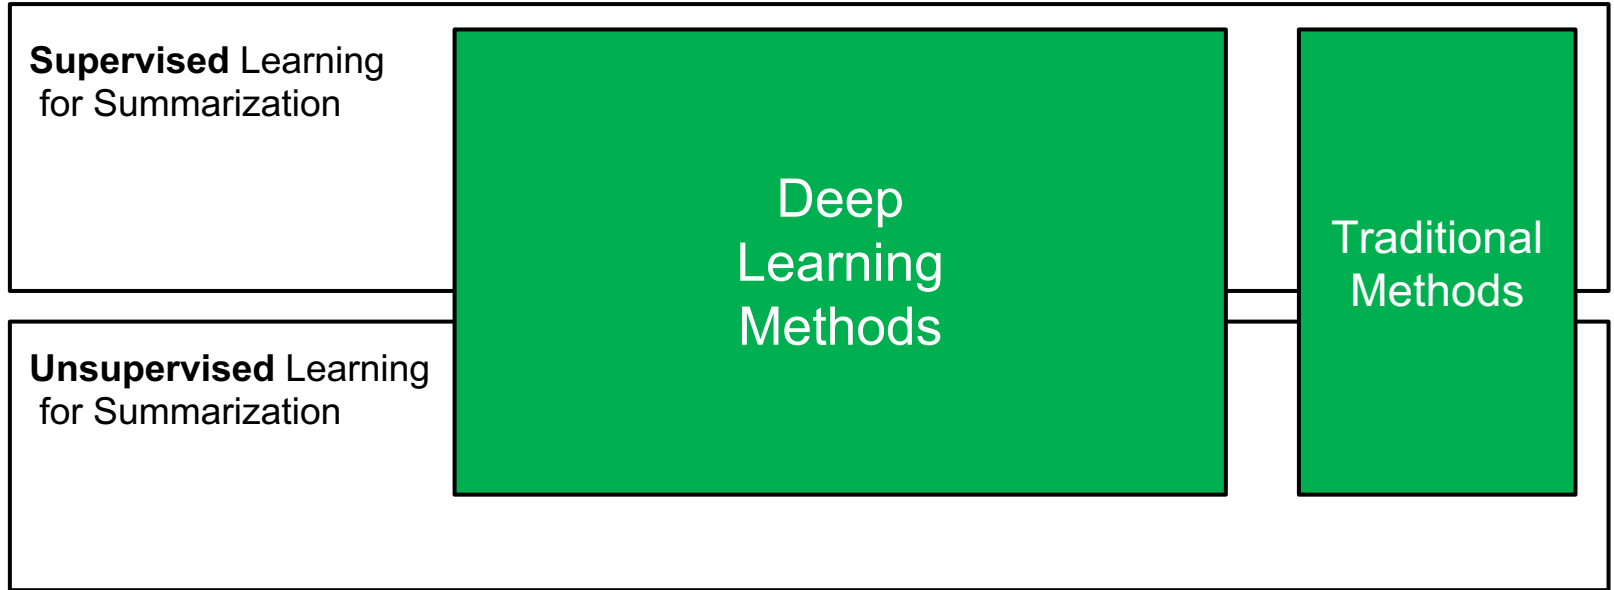 Supervised Learning
for Summarization
Deep
Learning
Methods
Traditional
Methods
Unsupervised Learning
for Summarization